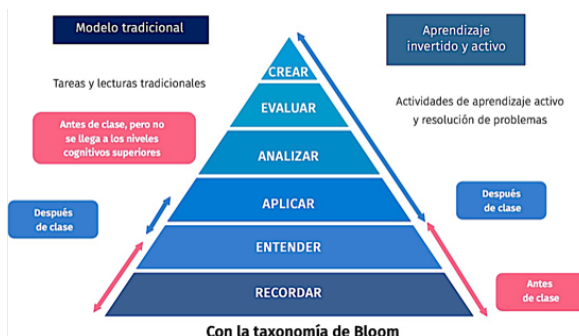 Modelo tradicional
Tareas y lecturas tradicionales
Antes de clase, pero no
se llega a los niveles
cognitivos superiores
Después
de clase
CREAR
EVALUAR
ANALIZAR
APLICAR
ENTENDER
RECORDAR
Aprendizaje
invertido y activo
Actividades de aprendizaje activo
y resolución de problemas
Después
de clase
Antes
de clase
Con la taxonomía de Bloom